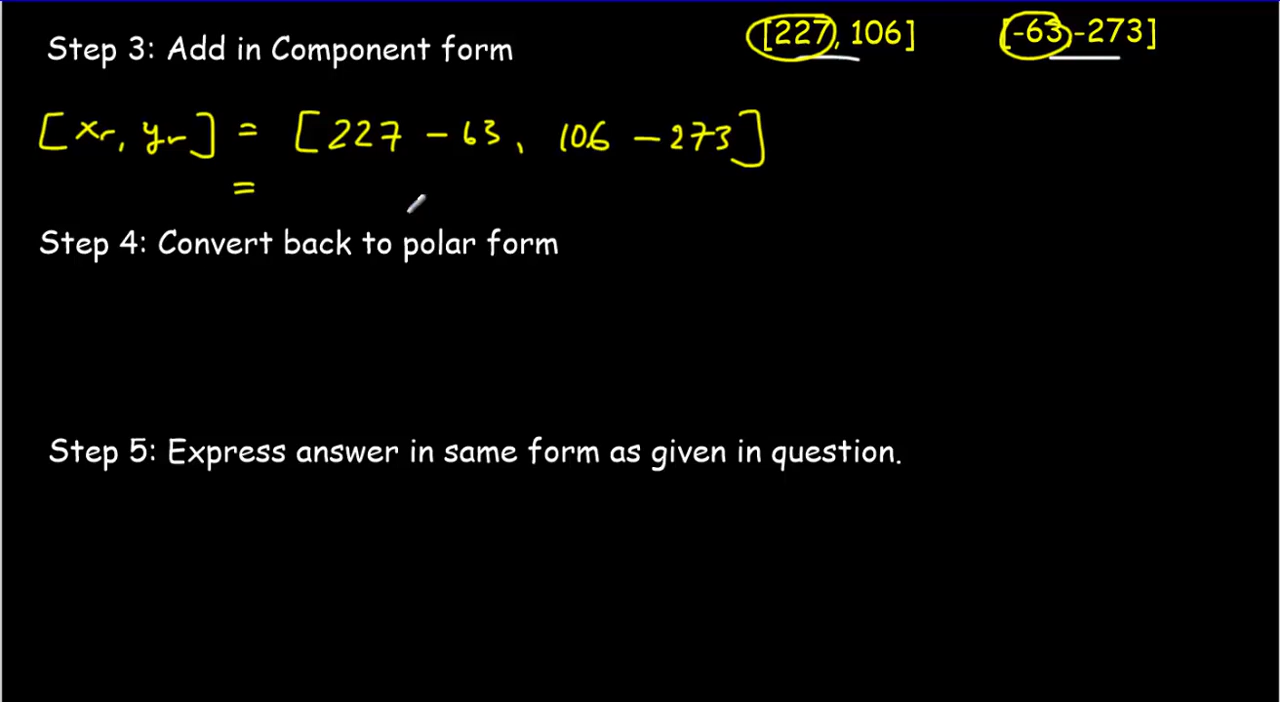 Step 3: Add in Component form
[227, 106]
[-63,-273]
[xr, yr] = [227 - 63, 106 - 273]
=
Step 4: Convert back to polar form
Step 5: Express answer in same form as given in question.